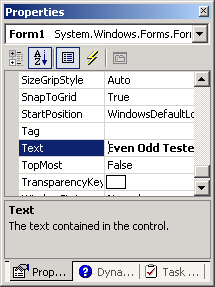 Properties
Form1 System.Windows.Forms.For
SizeGripStyle Auto
SnapToGrid True
StartPosition WindowsDefaultLo
Tag
Text Even Odd Teste
TopMost False
TransparencyKey
Text
The text contained in the control.
Prop... Dyna... Task ...